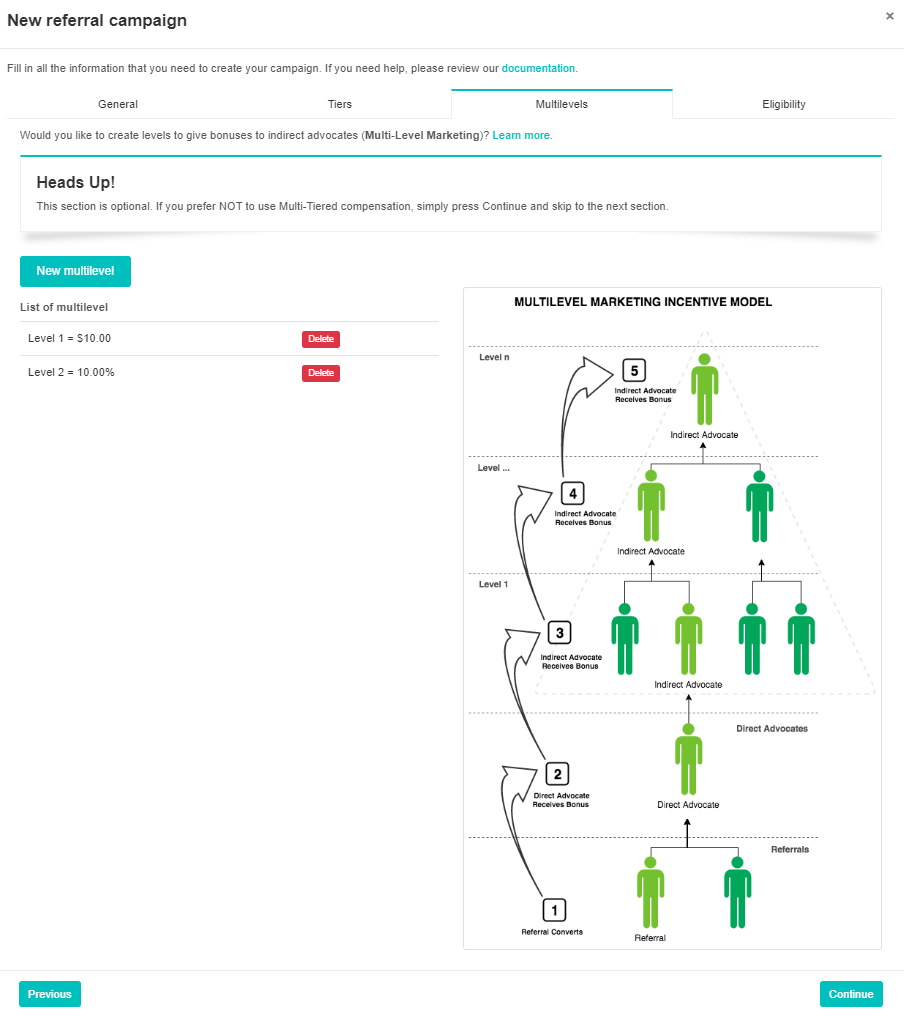 New referral campaign
×
Fill in all the information that you need to create your campaign. If you need help, please review our documentation.
General
Tiers
Multilevels
Eligibility
Would you like to create levels to give bonuses to indirect advocates (Multi-Level Marketing)? Learn more.
Heads Up!
This section is optional. If you prefer NOT to use Multi-Tiered compensation, simply press Continue and skip to the next section.
New multilevel
List of multilevel
Level 1 = $10.00
Delete
Level 2 = 10.00%
Delete
MULTILEVEL MARKETING INCENTIVE MODEL
Level n
5
Indirect Advocate
Receives Bonus
Indirect Advocate
Level ...
4
Indirect Advocate
Receives Bonus
Indirect Advocate
Level 1
3
Indirect Advocate
Receives Bonus
Indirect Advocate
Direct Advocates
2
Direct Advocate
Receives Bonus
Direct Advocate
Referrals
1
Referral Converts
Referral
Previous
Continue